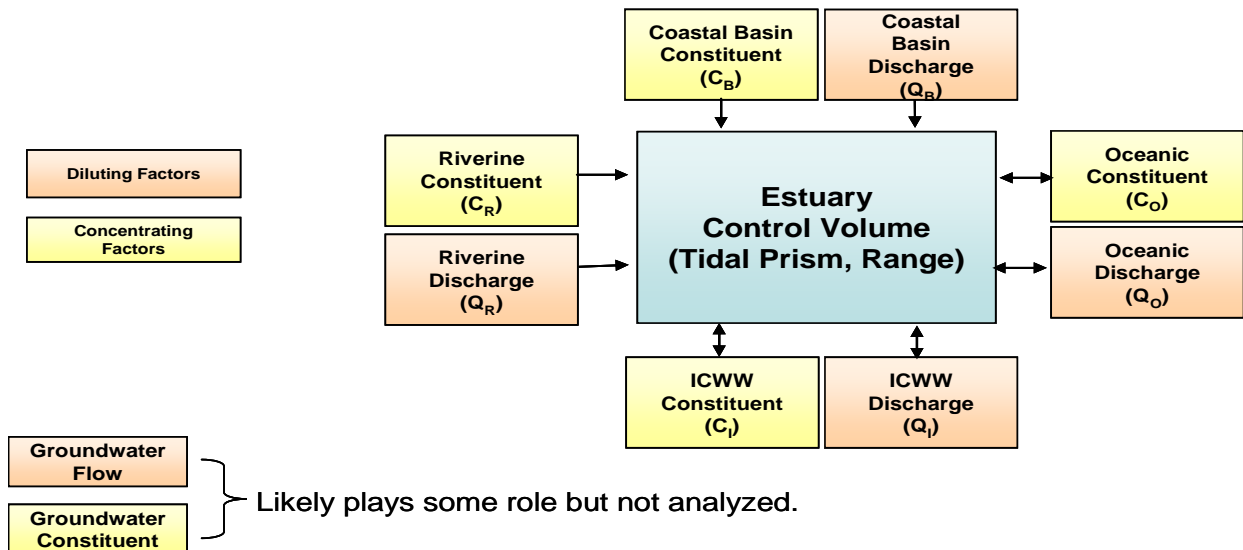 Coastal Basin
Constituent
(C_B)
Coastal
Basin
Discharge
(Q_B)
Riverine
Constituent
(C_R)
Riverine
Discharge
(Q_R)
Estuary
Control Volume
(Tidal Prism, Range)
Oceanic
Constituent
(C_O)
Oceanic
Discharge
(Q_O)
ICWW
Constituent
(C_I)
ICWW
Discharge
(Q_I)
Diluting Factors
Concentrating
Factors
Groundwater
Flow
Groundwater
Constituent
Likely plays some role but not analyzed.